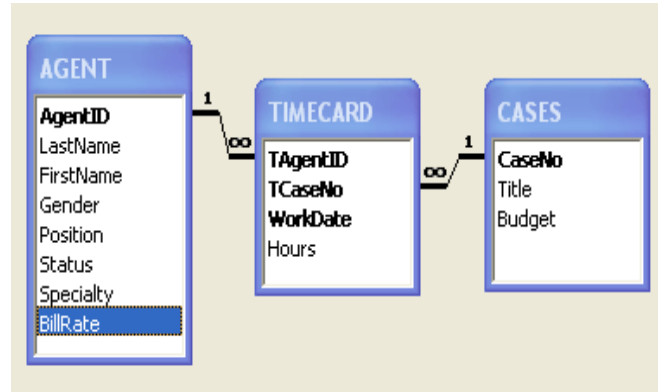 AGENT
AgentID
LastName
FirstName
Gender
Position
Status
Specialty
BillRate
1
∞
TIMECARD
TAgentID
TCaseNo
WorkDate
Hours
∞
1
CASES
CaseNo
Title
Budget